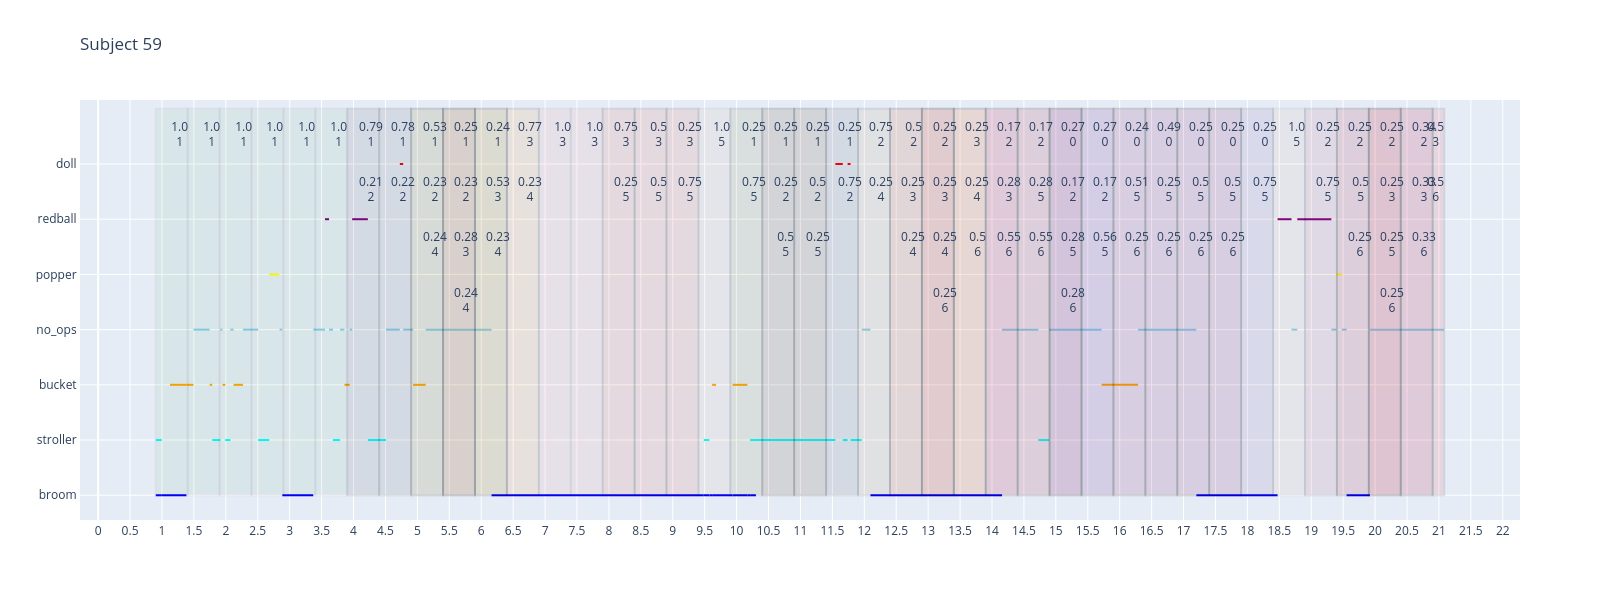 Subject 59
1.0 1.0 1.0 1.0 1.0 1.0 0.79 0.78 0.53 0.25 0.24 0.77 1.0 1.0 0.75 0.5 0.25 1.0 0.25 0.25 0.25 0.25 0.75 0.5 0.25 0.25 0.17 0.17 0.27 0.27 0.24 0.49 0.25 0.25 0.25 1.0 0.25 0.25 0.25
1 1 1 1 1 1 1 1 1 1 1 3 3 3 3 3 3 5 1 1 1 1 2 2 2 3 2 2 0 0 0 0 0 0 0 5 2 2 2 2 3
doll
0.21 0.22 0.23 0.23 0.53 0.23 0.25 0.5 0.75 0.75 0.25 0.5 0.75 0.25 0.25 0.25 0.25 0.28 0.28 0.17 0.17 0.51 0.25 0.5 0.5 0.75 0.75 0.5 0.25
2 2 2 2 3 4 5 5 5 5 2 2 2 4 3 3 4 3 5 2 2 5 5 5 5 5 5 5 3 3 6
redball
0.24 0.28 0.23 0.5 0.25 0.25 0.25 0.5 0.55 0.55 0.28 0.56 0.25 0.25 0.25 0.25 0.25 0.25 0.33
4 3 4 5 5 4 4 6 6 6 5 5 6 6 6 6 6 5 6
popper
0.24 0.25 0.28 0.25
4 6 6 6
no_ops
bucket
stroller
broom
0 0.5 1 1.5 2 2.5 3 3.5 4 4.5 5 5.5 6 6.5 7 7.5 8 8.5 9 9.5 10 10.5 11 11.5 12 12.5 13 13.5 14 14.5 15 15.5 16 16.5 17 17.5 18 18.5 19 19.5 20 20.5 21 21.5 22